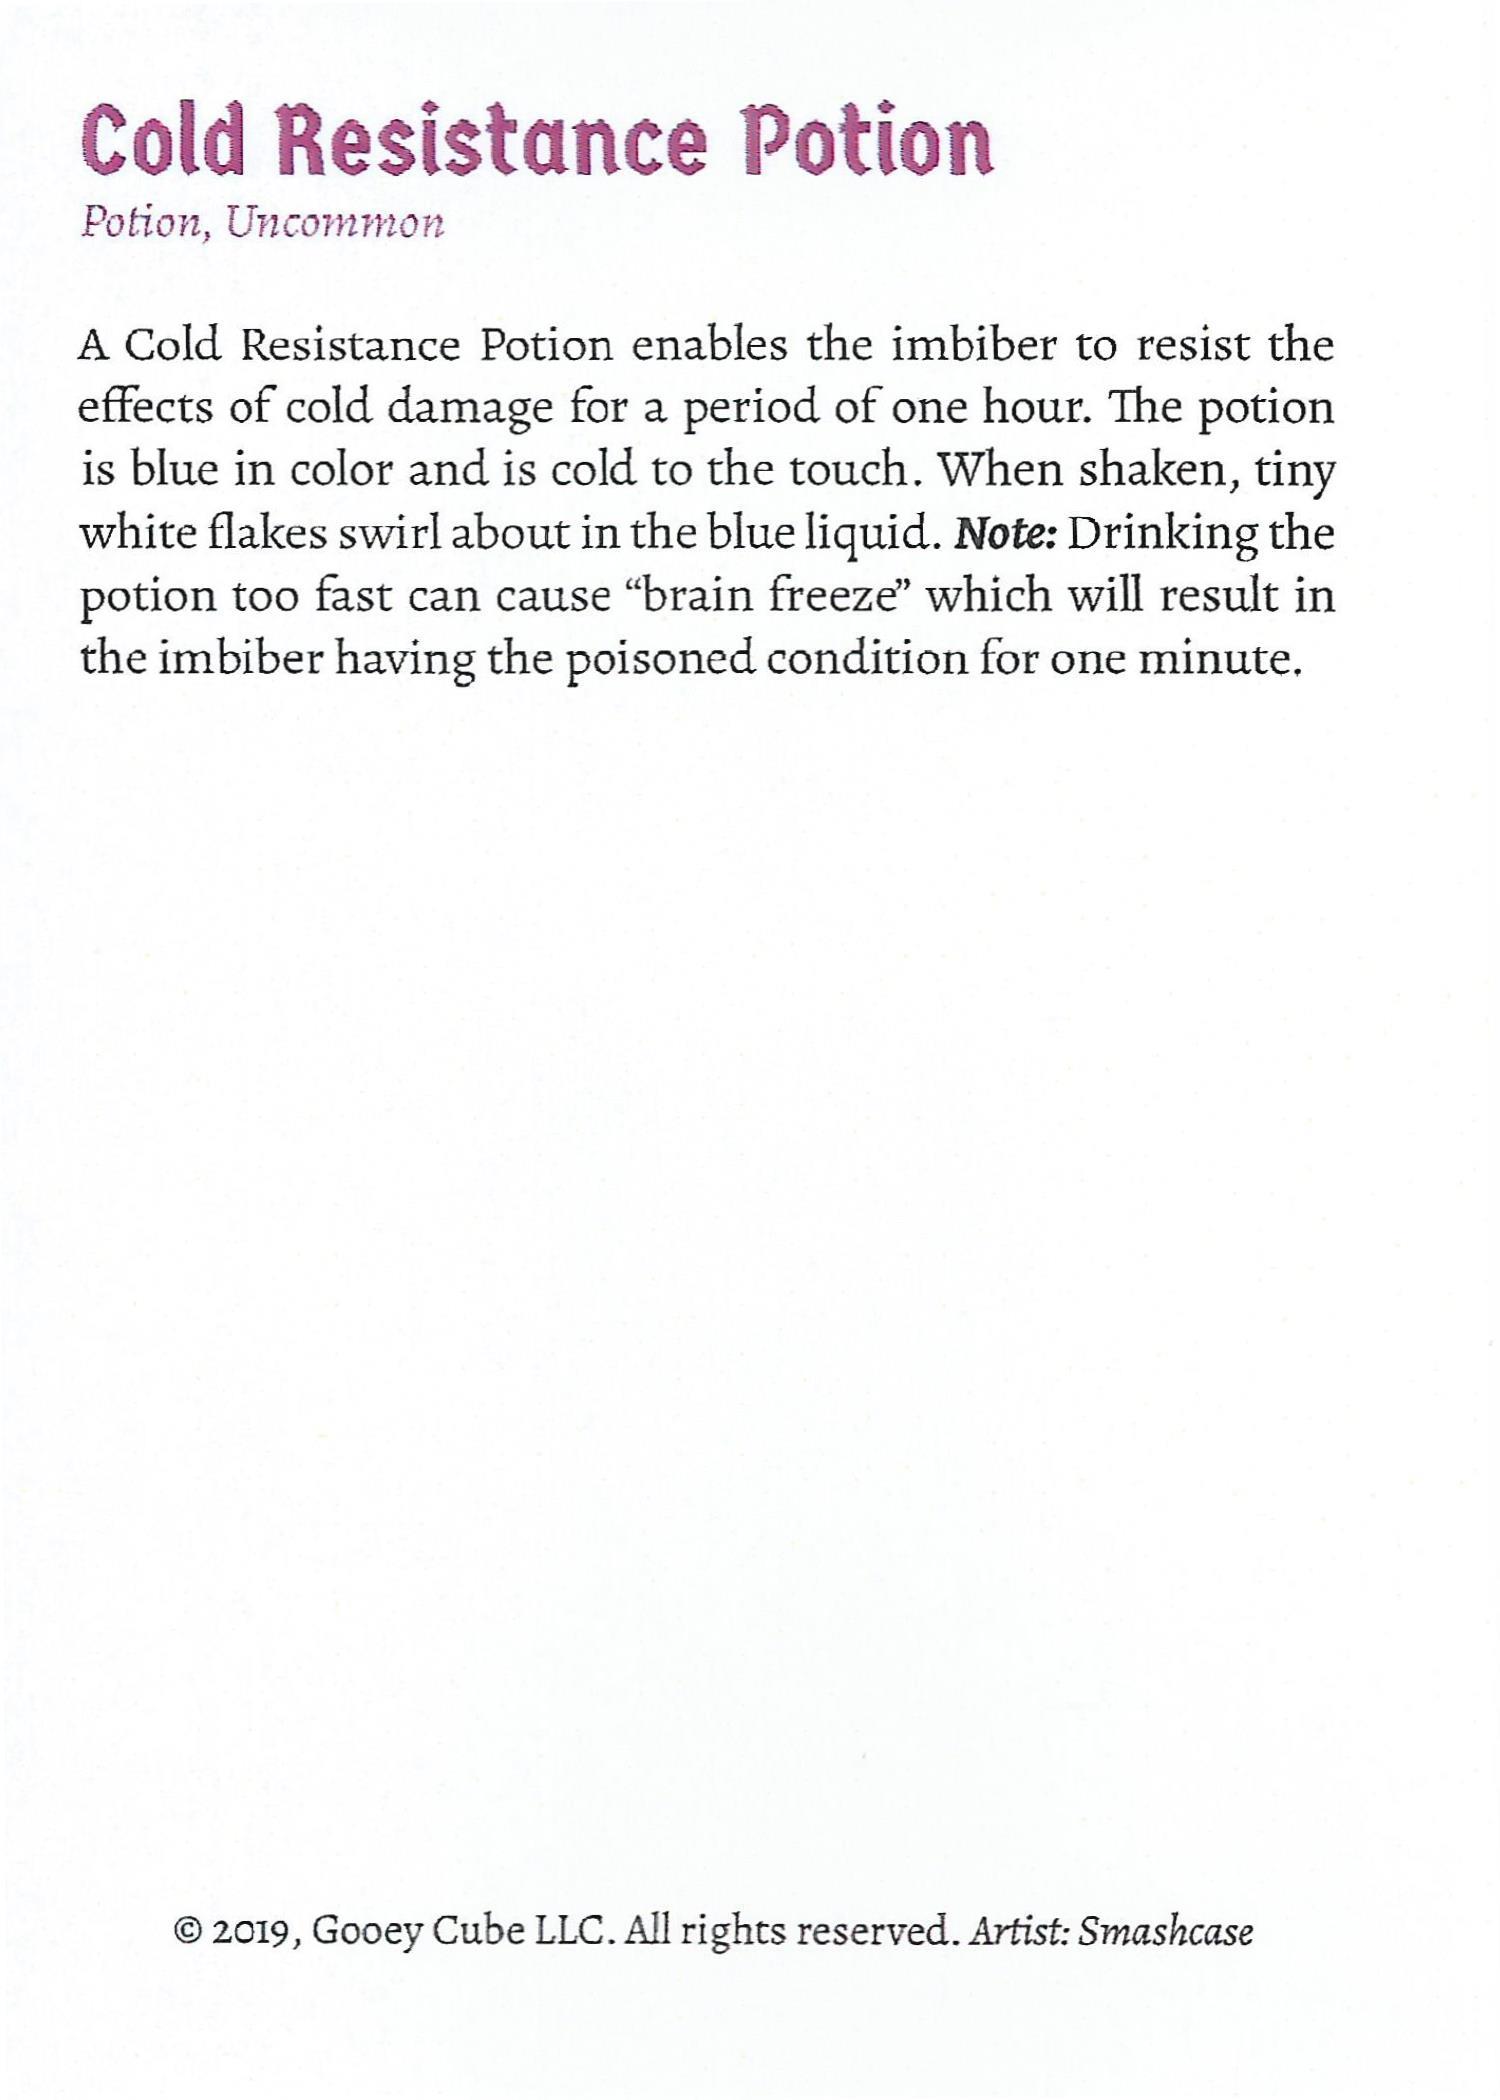 Cold Resistance Potion
Potion, Uncommon
A Cold Resistance Potion enables the imbiber to resist the
effects of cold damage for a period of one hour. The potion
is blue in color and is cold to the touch. When shaken, tiny
white flakes swirl about in the blue liquid. Note: Drinking the
potion too fast can cause “brain freeze” which will result in
the imbiber having the poisoned condition for one minute.
© 2019, Gooey Cube LLC. All rights reserved. Artist: Smashcase